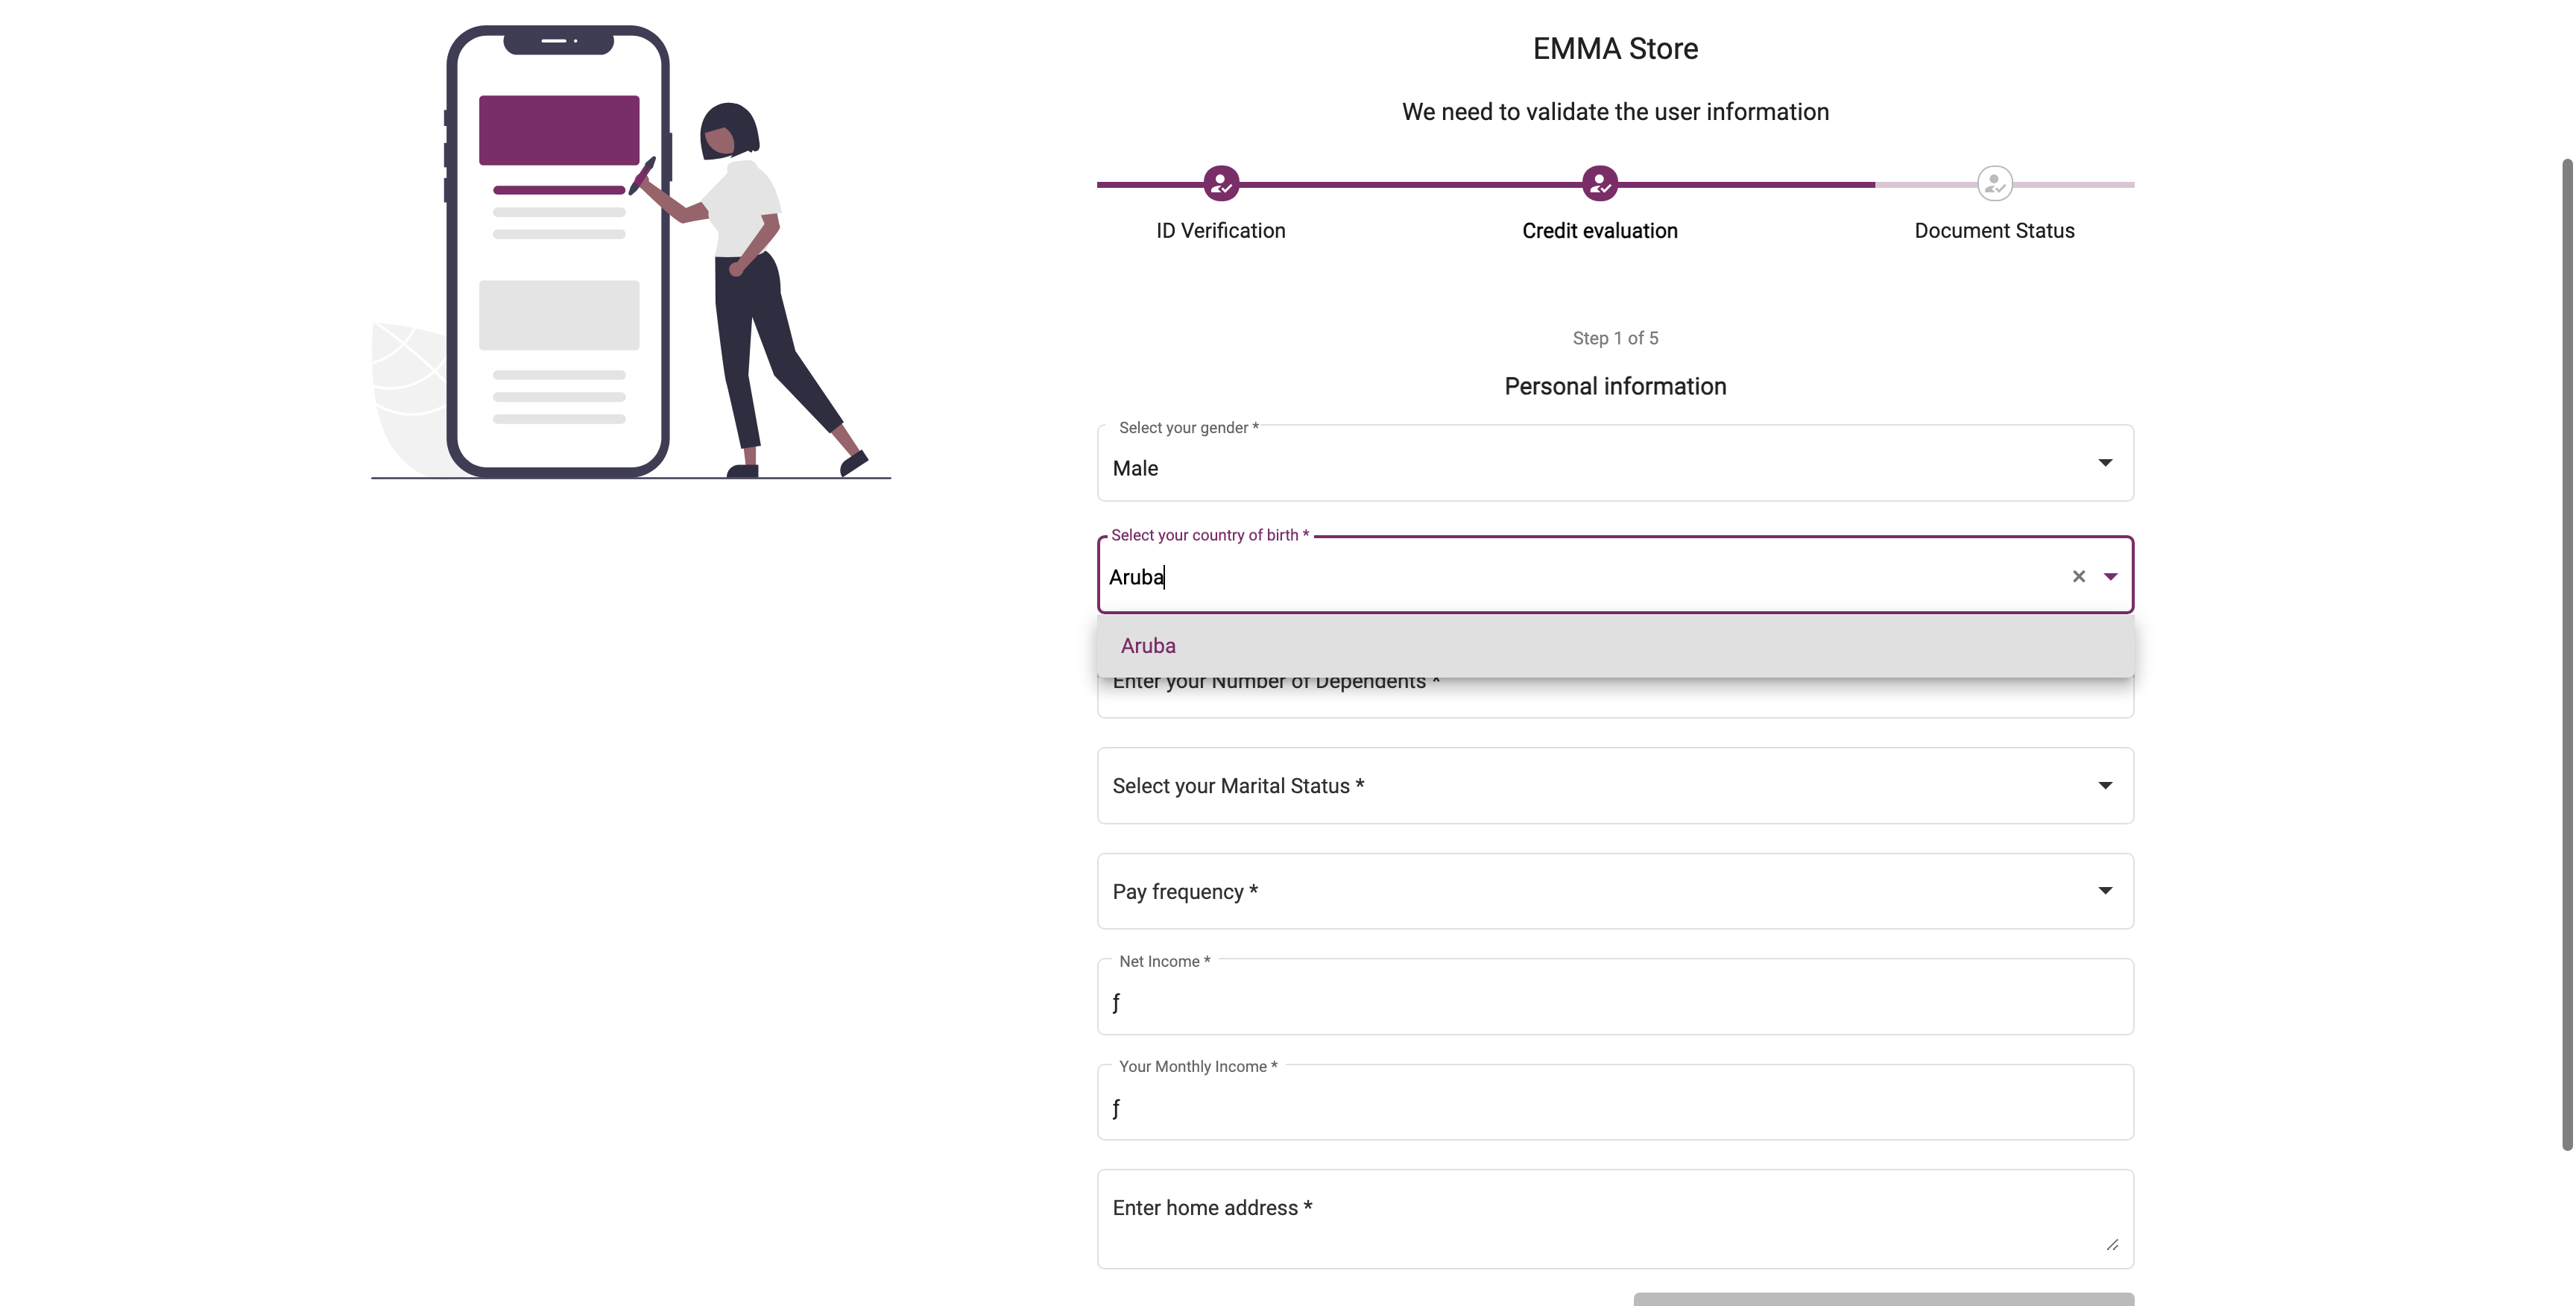 EMMA Store
We need to validate the user information
ID Verification
Credit evaluation
Document Status
Step 1 of 5
Personal information
Select your gender *
Male
Select your country of birth *
Aruba
Aruba
Enter your Number of Dependents *
Select your Marital Status *
Pay frequency *
Net Income *
ƒ
Your Monthly Income *
ƒ
Enter home address *